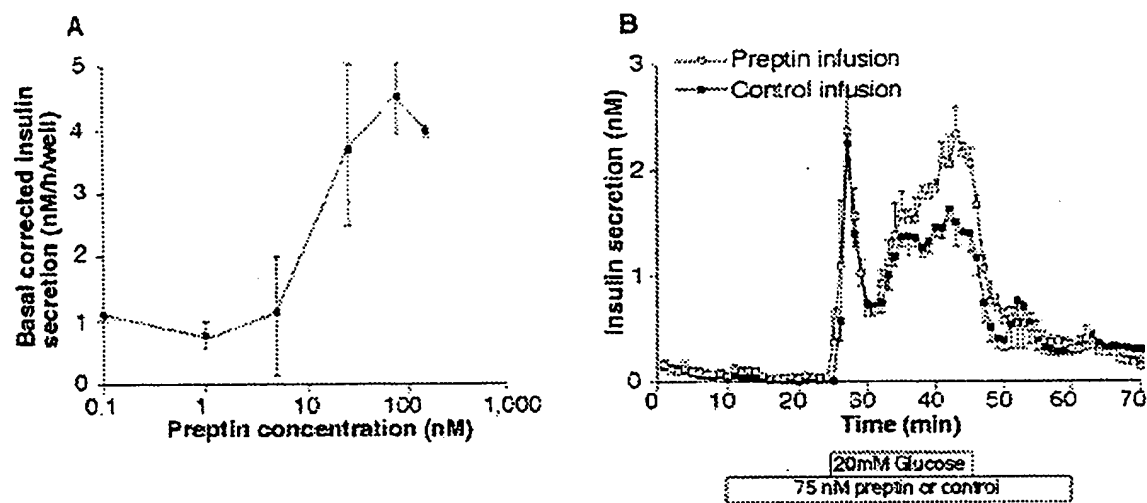 A
Basal corrected insulin
secretion (nM/h/well)
5
4
3
2
1
0
0.1
1
10
100
1,000
Preptin concentration (nM)
B
Insulin secretion (nM)
3
2
1
0
Preptin infusion
Control infusion
0
10
20
30
40
50
60
70
Time (min)
20mM Glucose
75 nM preptin or control